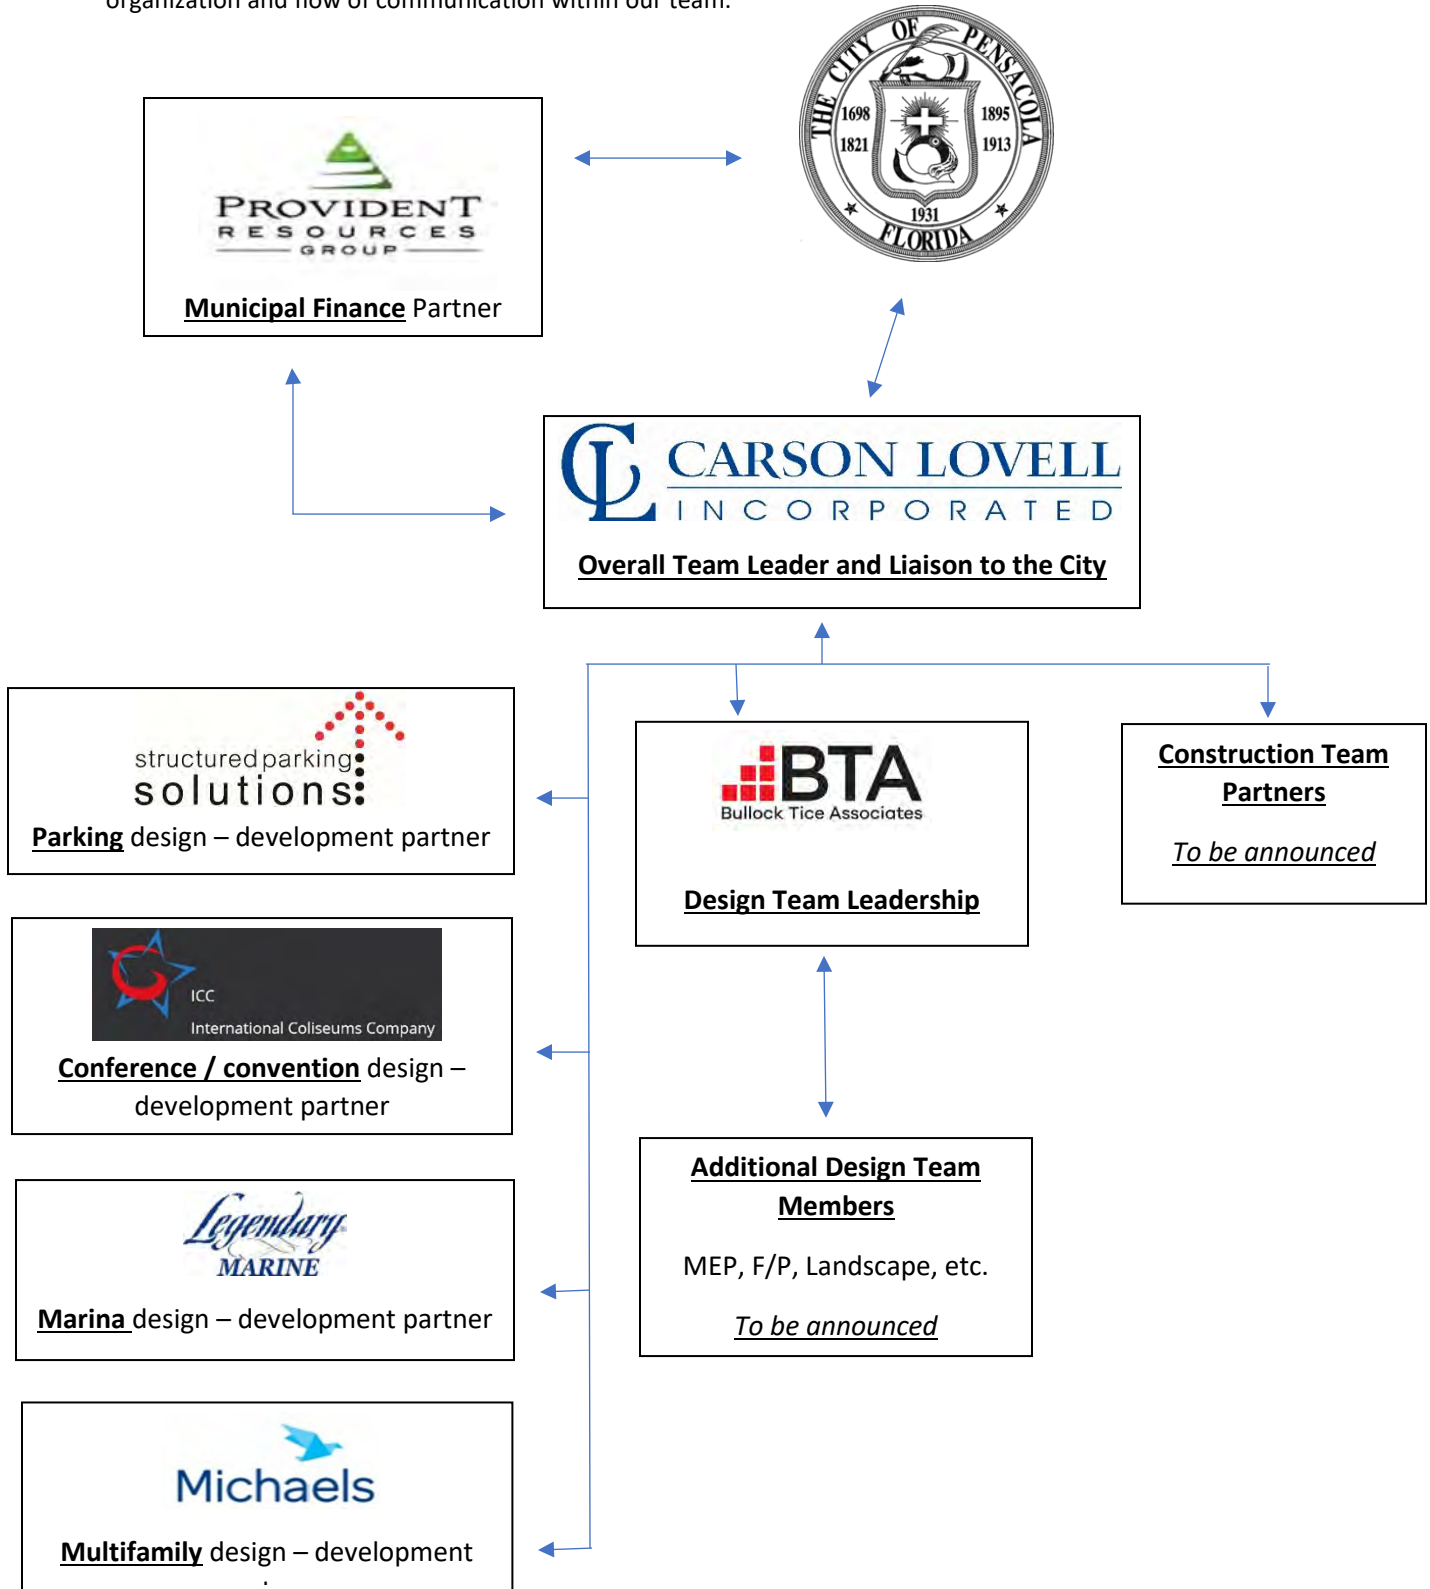 organization and flow of communication within our team.
THE CITY OF PENSACOLA
1698
1895
1821
1913
1931
FLORIDA
PROVIDENT
RESOURCES
GROUP
Municipal Finance Partner
CL
CARSON LOVELL
INCORPORATED
Overall Team Leader and Liaison to the City
structured parking
solutions
Parking design – development partner
BTA
Bullock Tice Associates
Design Team Leadership
Construction Team
Partners
To be announced
ICC
International Coliseums Company
Conference / convention design –
development partner
Additional Design Team
Members
MEP, F/P, Landscape, etc.
To be announced
Legendary
MARINE
Marina design – development partner
Michaels
Multifamily design – development